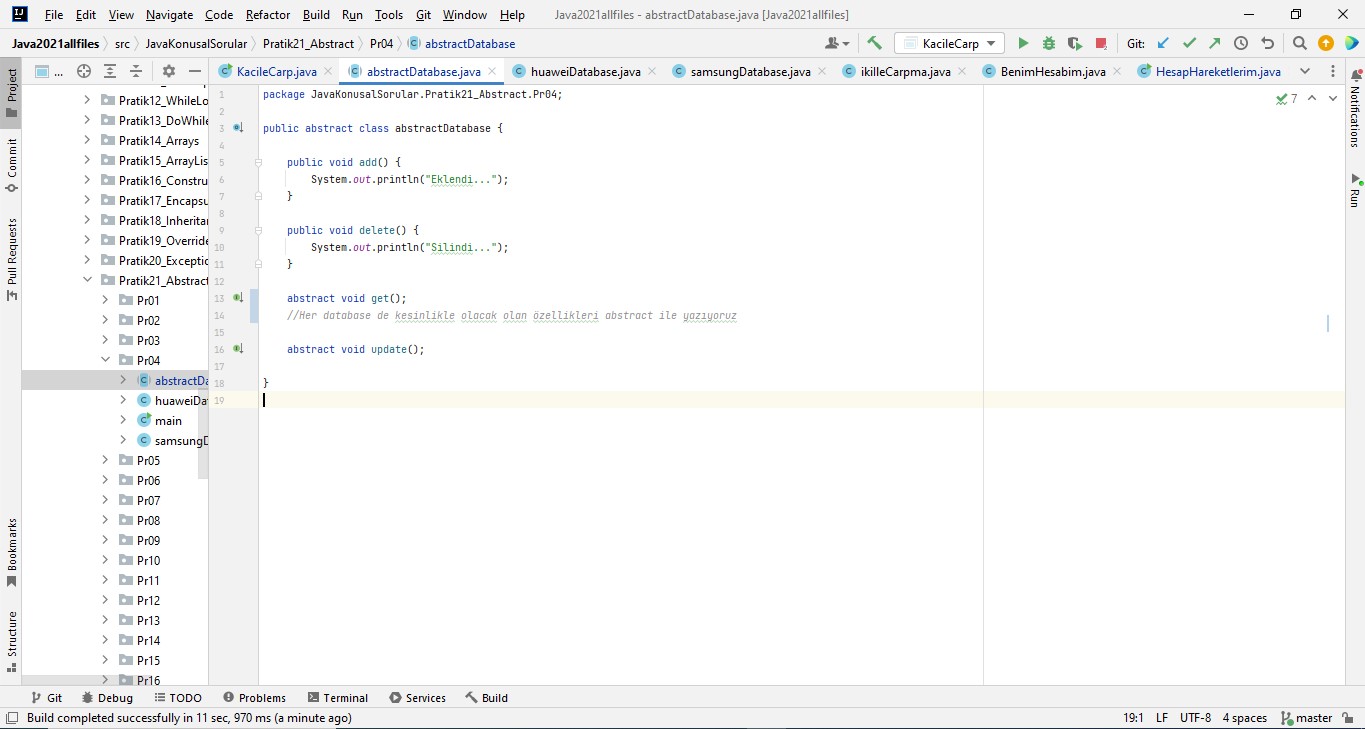 File Edit View Navigate Code Refactor Build Run Tools Git Window Help Java2021allfiles - abstractDatabase.java [Java2021allfiles]
Java2021allfiles src JavaKonusalSorular Pratik21_Abstract Pr04 abstractDatabase KacileCarp Git:
... KacileCarp.java abstractDatabase.java huaweiDatabase.java samsungDatabase.java ikilleCarpma.java BenimHesabim.java HesapHareketlerim.java
Project
Commit
Pull Requests
Bookmarks
Structure
Pratik12_WhileLo
Pratik13_DoWhile
Pratik14_Arrays
Pratik15_ArrayLis
Pratik16_Constru
Pratik17_Encapsu
Pratik18_Inheritar
Pratik19_Override
Pratik20_Exceptic
Pratik21_Abstract
Pr01
Pr02
Pr03
Pr04
abstractDa
huaweiDat
main
samsungD
Pr05
Pr06
Pr07
Pr08
Pr09
Pr10
Pr11
Pr12
Pr13
Pr14
Pr15
Pr16
1 package JavaKonusalSorular.Pratik21_Abstract.Pr04;
2
3 public abstract class abstractDatabase {
4
5 public void add() {
6 System.out.println("Eklendi...");
7 }
8
9 public void delete() {
10 System.out.println("Silindi...");
11 }
12
13 abstract void get();
14 //Her database de kesinlikle olacak olan özellikleri abstract ile yazıyoruz
15
16 abstract void update();
17
18 }
19
7
Notifications
Run
Git Debug TODO Problems Terminal Services Build
Build completed successfully in 11 sec, 970 ms (a minute ago) 19:1 LF UTF-8 4 spaces master